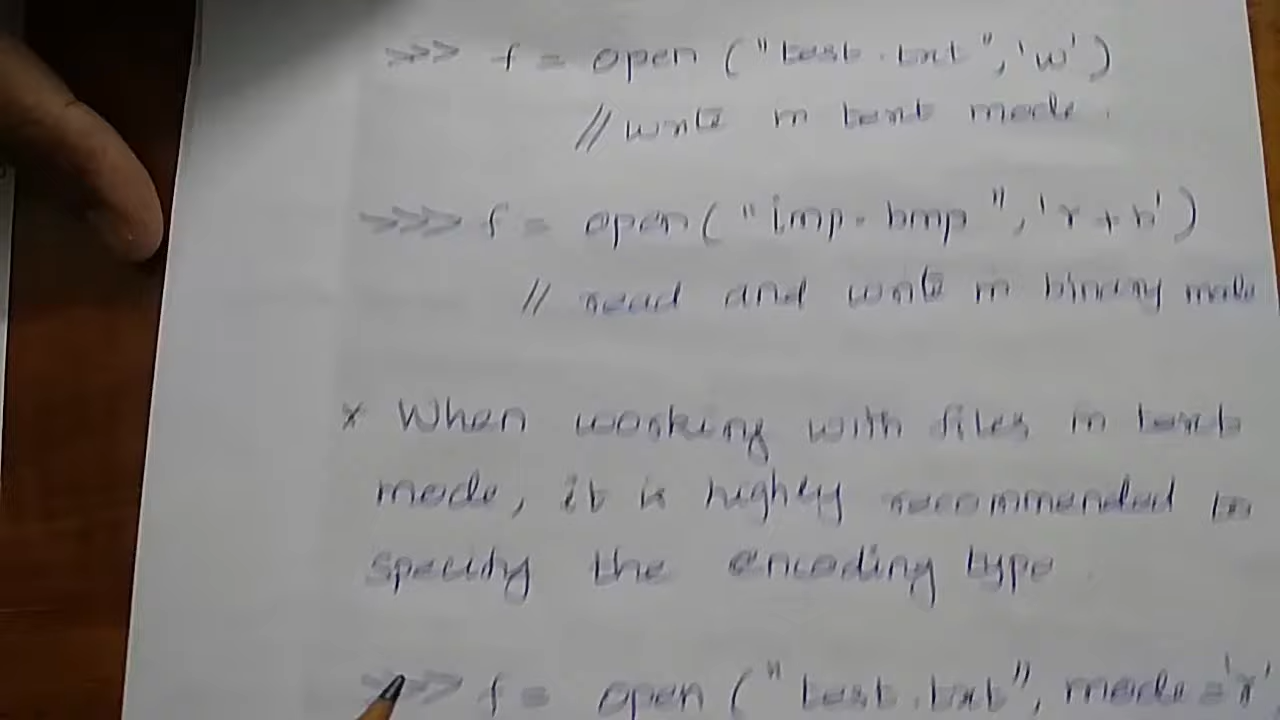 >>> f = open ("test.txt", 'w')
// write in text mode.
>>> f = open("imp.bmp", 'r+b')
// read and write in binary mode
* When working with files in text
mode, it is highly recommended to
specify the encoding type
>>> f = open ("test.txt", mode='r'